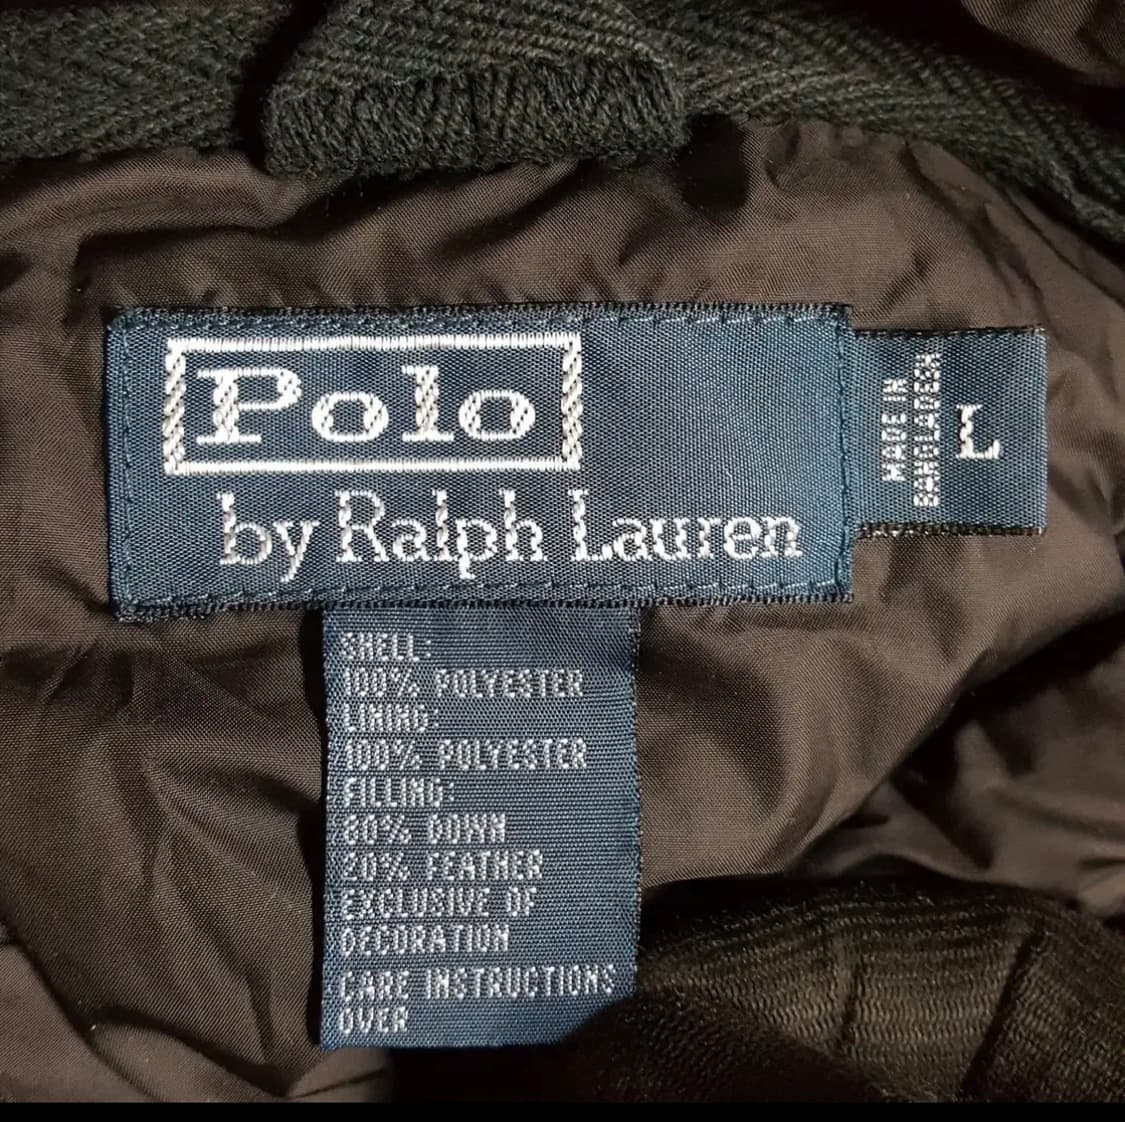 Polo
by Ralph Lauren
MADE IN
BANGLADESH
L
SHELL:
100% POLYESTER
LINING:
100% POLYESTER
FILLING:
80% DOWN
20% FEATHER
EXCLUSIVE OF
DECORATION
CARE INSTRUCTIONS
OVER